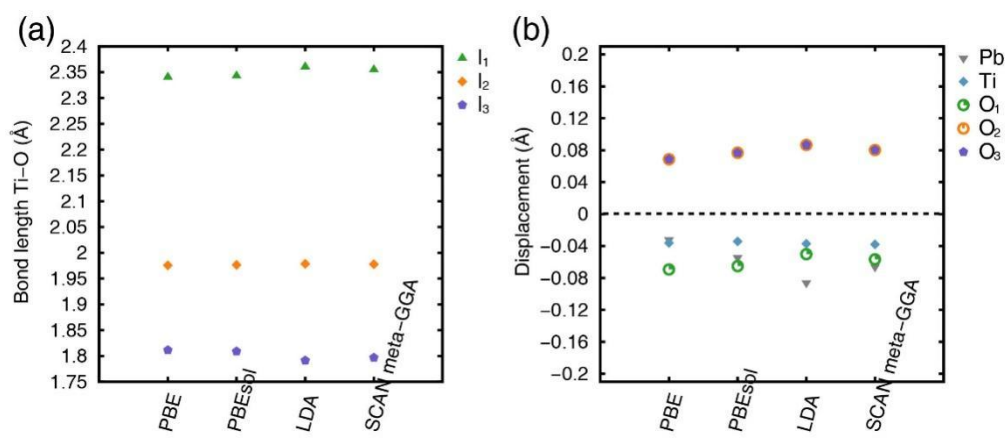 (a)
2.4
2.35
2.3
2.25
2.2
2.15
2.1
2.05
2
1.95
1.9
1.85
1.8
1.75
Bond length Ti–O (Å)
PBE
PBEsol
LDA
SCAN meta–GGA
l1
l2
l3
(b)
0.2
0.16
0.12
0.08
0.04
0
−0.04
−0.08
−0.12
−0.16
−0.2
Displacement (Å)
PBE
PBEsol
LDA
SCAN meta–GGA
Pb
Ti
O1
O2
O3